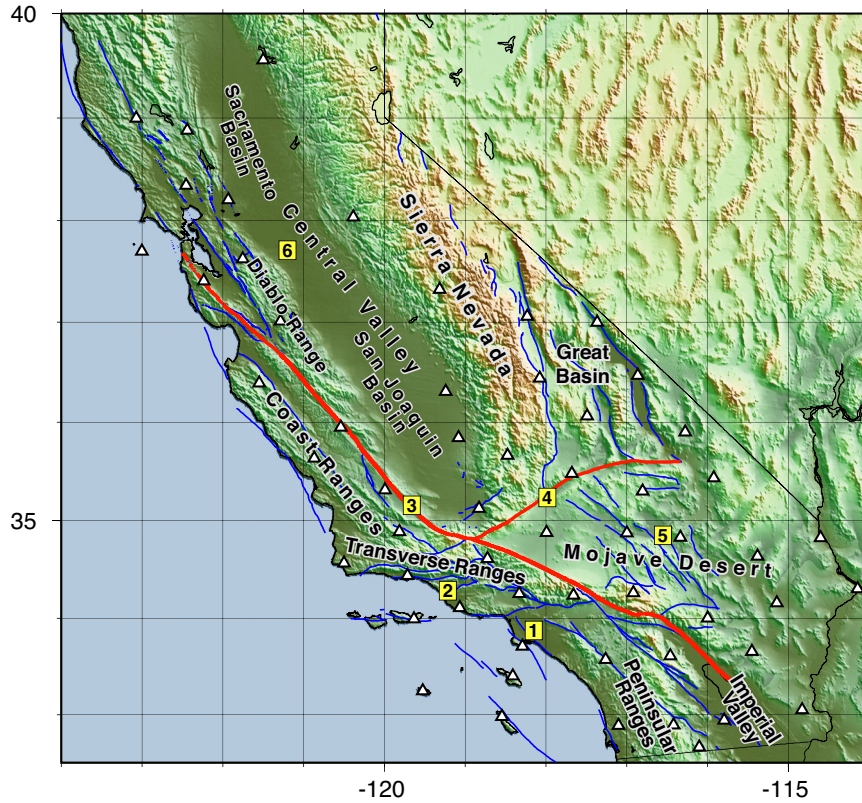 40
Sacramento
Basin
Central Valley
Sierra Nevada
6
Diablo Range
San Joaquin
Basin
Great
Basin
Coast Ranges
3
4
35
5
Transverse Ranges
Mojave Desert
2
1
Peninsular
Ranges
Imperial
Valley
-120
-115